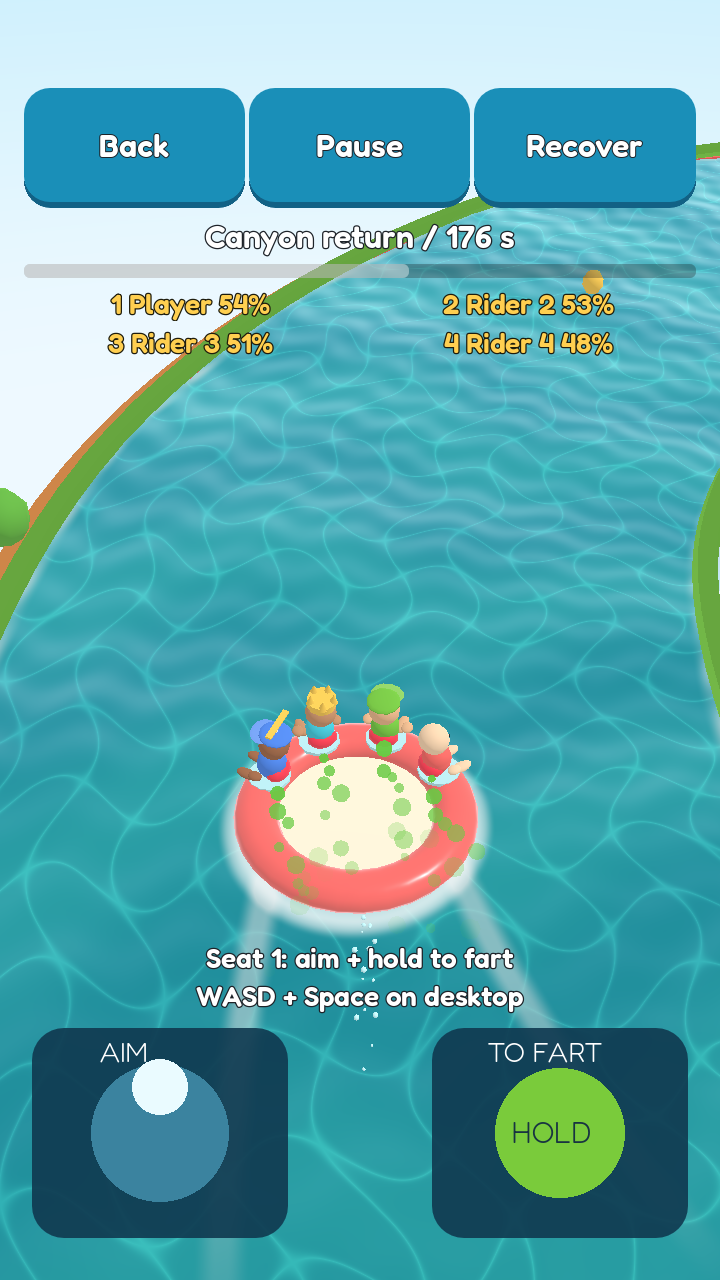 Back Pause Recover
Canyon return / 176 s
1 Player 54% 2 Rider 2 53%
3 Rider 3 51% 4 Rider 4 48%
Seat 1: aim + hold to fart
WASD + Space on desktop
AIM TO FART
HOLD